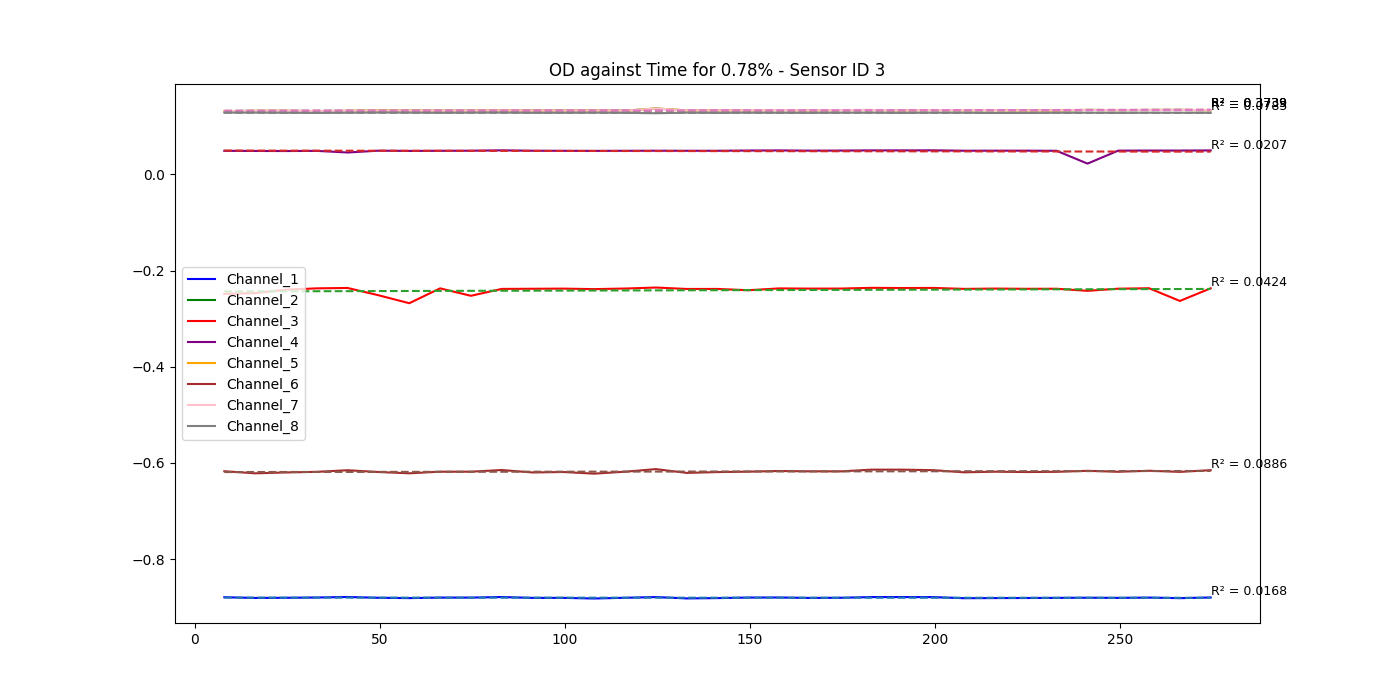 OD against Time for 0.78% - Sensor ID 3
R² = 0.0207
0.0
−0.2
R² = 0.0424
Channel_1
Channel_2
Channel_3
Channel_4
Channel_5
Channel_6
Channel_7
Channel_8
−0.4
−0.6
R² = 0.0886
−0.8
R² = 0.0168
0
50
100
150
200
250